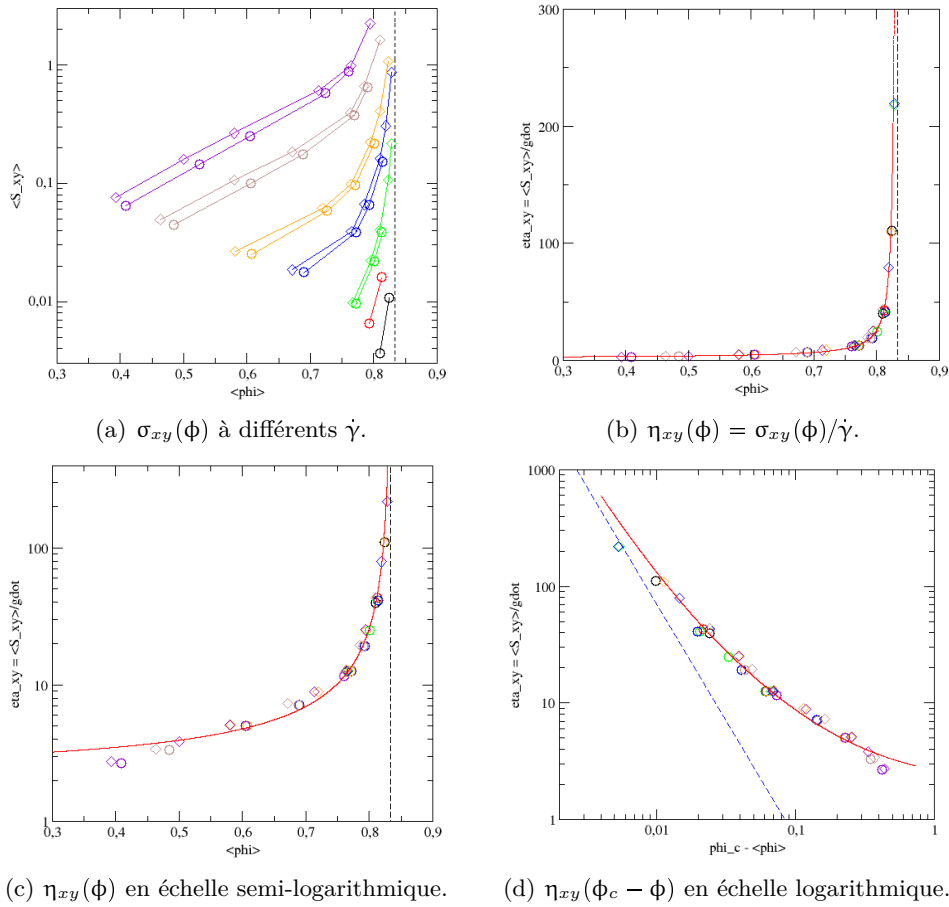 1
0,1
0,01
<S_xy>
0,3 0,4 0,5 0,6 0,7 0,8 0,9
<phi>
(a) σxy(ϕ) à différents γ̇.
300
200
100
0
eta_xy = <S_xy>/gdot
0,3 0,4 0,5 0,6 0,7 0,8 0,9
<phi>
(b) ηxy(ϕ) = σxy(ϕ)/γ̇.
100
10
1
eta_xy = <S_xy>/gdot
0,3 0,4 0,5 0,6 0,7 0,8 0,9
<phi>
(c) ηxy(ϕ) en échelle semi-logarithmique.
1000
100
10
1
eta_xy = <S_xy>/gdot
0,01 0,1 1
phi_c - <phi>
(d) ηxy(ϕc − ϕ) en échelle logarithmique.